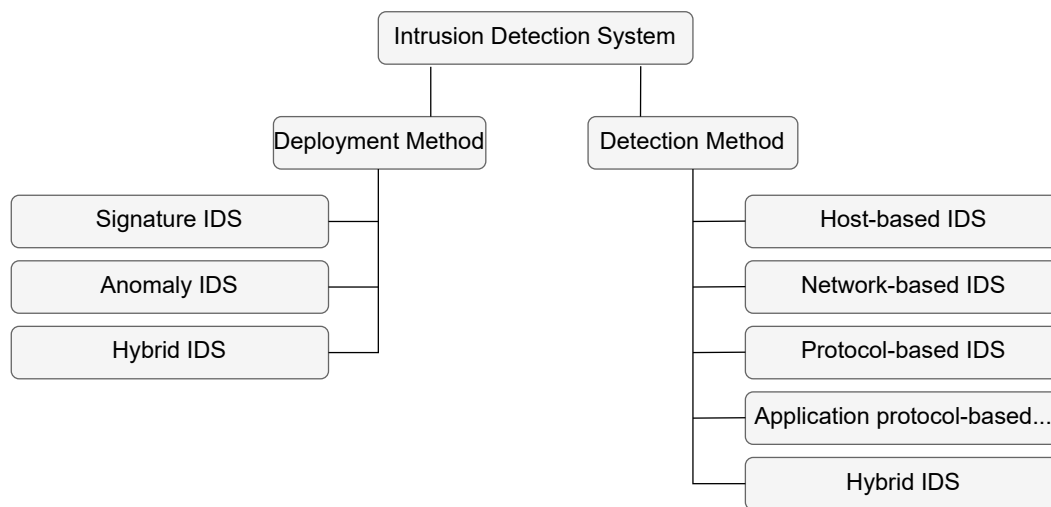 Intrusion Detection System
Deployment Method
Detection Method
Signature IDS
Anomaly IDS
Hybrid IDS
Host-based IDS
Network-based IDS
Protocol-based IDS
Application protocol-based...
Hybrid IDS